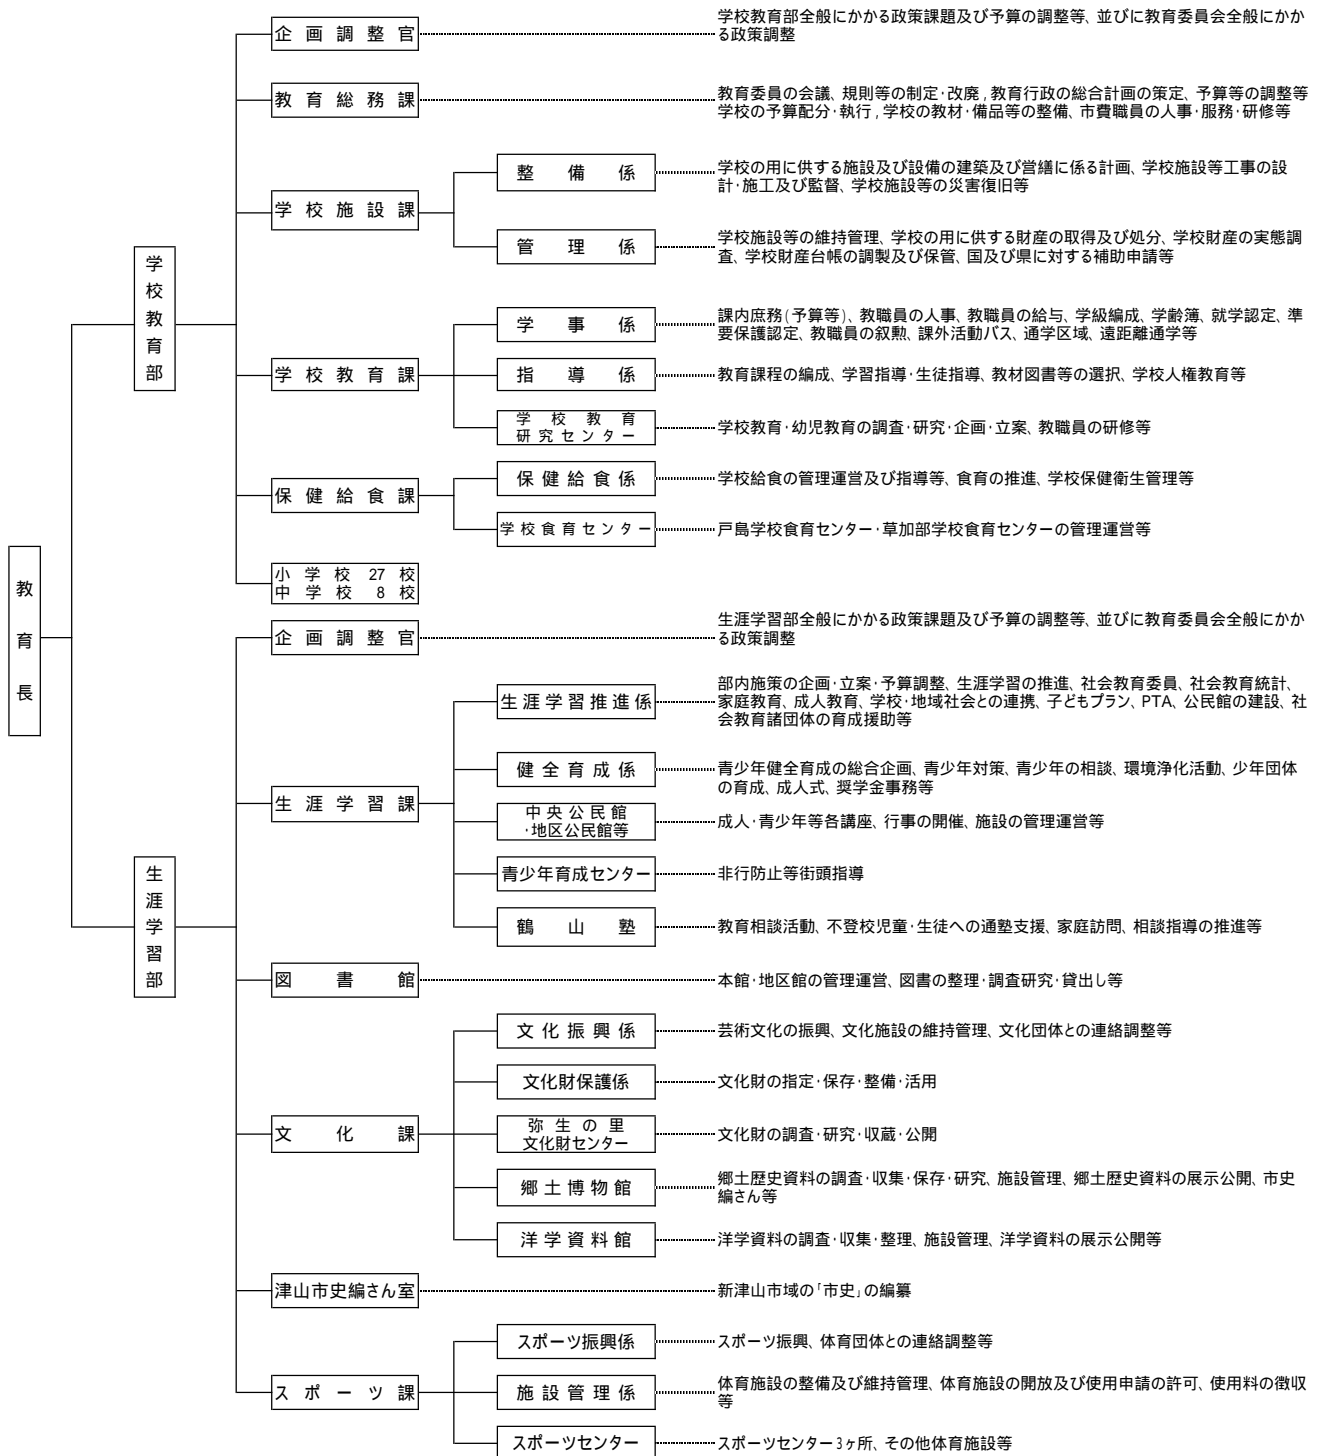 教育長
学校教育部
企画調整官
学校教育部全般にかかる政策課題及び予算の調整等、並びに教育委員会全般にかか
る政策調整
教育総務課
教育委員の会議、規則等の制定・改廃,教育行政の総合計画の策定、予算等の調整等
学校の予算配分・執行,学校の教材・備品等の整備、市費職員の人事・服務・研修等
学校施設課
整備係
学校の用に供する施設及び設備の建築及び営繕に係る計画、学校施設等工事の設
計・施工及び監督、学校施設等の災害復旧等
管理係
学校施設等の維持管理、学校の用に供する財産の取得及び処分、学校財産の実態調
査、学校財産台帳の調製及び保管、国及び県に対する補助申請等
学校教育課
学事係
課内庶務(予算等)、教職員の人事、教職員の給与、学級編成、学齢簿、就学認定、準
要保護認定、教職員の叙勲、課外活動バス、通学区域、遠距離通学等
指導係
教育課程の編成、学習指導・生徒指導、教材図書等の選択、学校人権教育等
学校教育
研究センター
学校教育・幼児教育の調査・研究・企画・立案、教職員の研修等
保健給食課
保健給食係
学校給食の管理運営及び指導等、食育の推進、学校保健衛生管理等
学校食育センター
戸島学校食育センター・草加部学校食育センターの管理運営等
小学校 27 校
中学校 8 校
生涯学習部
企画調整官
生涯学習部全般にかかる政策課題及び予算の調整等、並びに教育委員会全般にかか
る政策調整
生涯学習課
生涯学習推進係
部内施策の企画・立案・予算調整、生涯学習の推進、社会教育委員、社会教育統計、
家庭教育、成人教育、学校・地域社会との連携、子どもプラン、PTA、公民館の建設、社
会教育諸団体の育成援助等
健全育成係
青少年健全育成の総合企画、青少年対策、青少年の相談、環境浄化活動、少年団体
の育成、成人式、奨学金事務等
中央公民館
・地区公民館等
成人・青少年等各講座、行事の開催、施設の管理運営等
青少年育成センター
非行防止等街頭指導
鶴山塾
教育相談活動、不登校児童・生徒への通塾支援、家庭訪問、相談指導の推進等
図書館
本館・地区館の管理運営、図書の整理・調査研究・貸出し等
文化課
文化振興係
芸術文化の振興、文化施設の維持管理、文化団体との連絡調整等
文化財保護係
文化財の指定・保存・整備・活用
弥生の里
文化財センター
文化財の調査・研究・収蔵・公開
郷土博物館
郷土歴史資料の調査・収集・保存・研究、施設管理、郷土歴史資料の展示公開、市史
編さん等
洋学資料館
洋学資料の調査・収集・整理、施設管理、洋学資料の展示公開等
津山市史編さん室
新津山市域の「市史」の編纂
スポーツ課
スポーツ振興係
スポーツ振興、体育団体との連絡調整等
施設管理係
体育施設の整備及び維持管理、体育施設の開放及び使用申請の許可、使用料の徴収
等
スポーツセンター
スポーツセンター3ヶ所、その他体育施設等